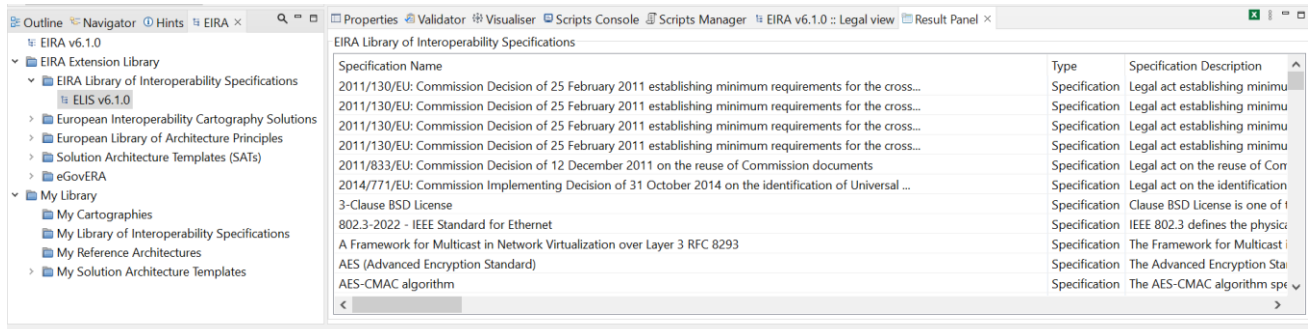 Outline Navigator Hints EIRA
EIRA v6.1.0
EIRA Extension Library
EIRA Library of Interoperability Specifications
ELIS v6.1.0
European Interoperability Cartography Solutions
European Library of Architecture Principles
Solution Architecture Templates (SATs)
eGovERA
My Library
My Cartographies
My Library of Interoperability Specifications
My Reference Architectures
My Solution Architecture Templates
Properties Validator Visualiser Scripts Console Scripts Manager EIRA v6.1.0 :: Legal view Result Panel
EIRA Library of Interoperability Specifications
Specification Name Type Specification Description
2011/130/EU: Commission Decision of 25 February 2011 establishing minimum requirements for the cross... Specification Legal act establishing minimu
2011/130/EU: Commission Decision of 25 February 2011 establishing minimum requirements for the cross... Specification Legal act establishing minimu
2011/130/EU: Commission Decision of 25 February 2011 establishing minimum requirements for the cross... Specification Legal act establishing minimu
2011/130/EU: Commission Decision of 25 February 2011 establishing minimum requirements for the cross... Specification Legal act establishing minimu
2011/833/EU: Commission Decision of 12 December 2011 on the reuse of Commission documents Specification Legal act on the reuse of Com
2014/771/EU: Commission Implementing Decision of 31 October 2014 on the identification of Universal ... Specification Legal act on the identification
3-Clause BSD License Specification Clause BSD License is one of t
802.3-2022 - IEEE Standard for Ethernet Specification IEEE 802.3 defines the physica
A Framework for Multicast in Network Virtualization over Layer 3 RFC 8293 Specification The Framework for Multicast i
AES (Advanced Encryption Standard) Specification The Advanced Encryption Sta
AES-CMAC algorithm Specification The AES-CMAC algorithm spe